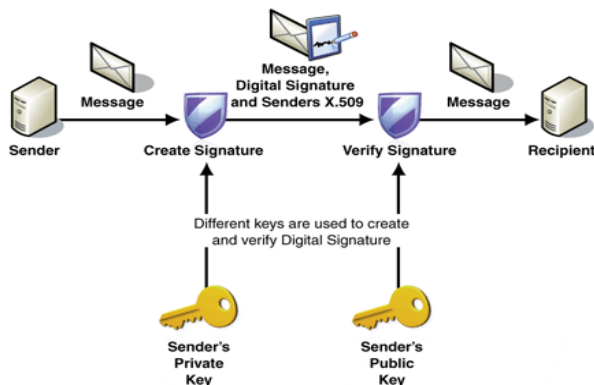 Message
Message,
Digital Signature
and Senders X.509
Message
Sender
Create Signature
Verify Signature
Recipient
Different keys are used to create
and verify Digital Signature
Sender's
Private
Key
Sender's
Public
Key